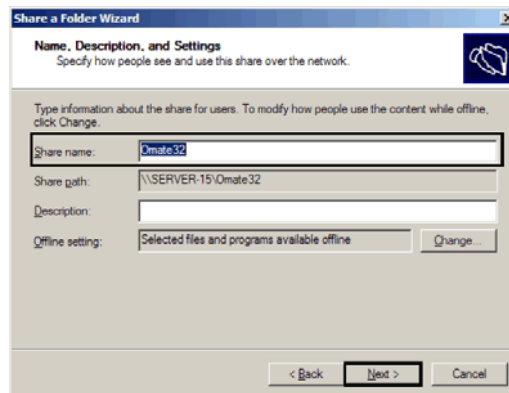 Share a Folder Wizard
Name, Description, and Settings
Specify how people see and use this share over the network.
Type information about the share for users. To modify how people use the content while offline,
click Change.
Share name: Omate32
Share path: \\SERVER-15\Omate32
Description:
Offline setting: Selected files and programs available offline Change...
< Back Next > Cancel